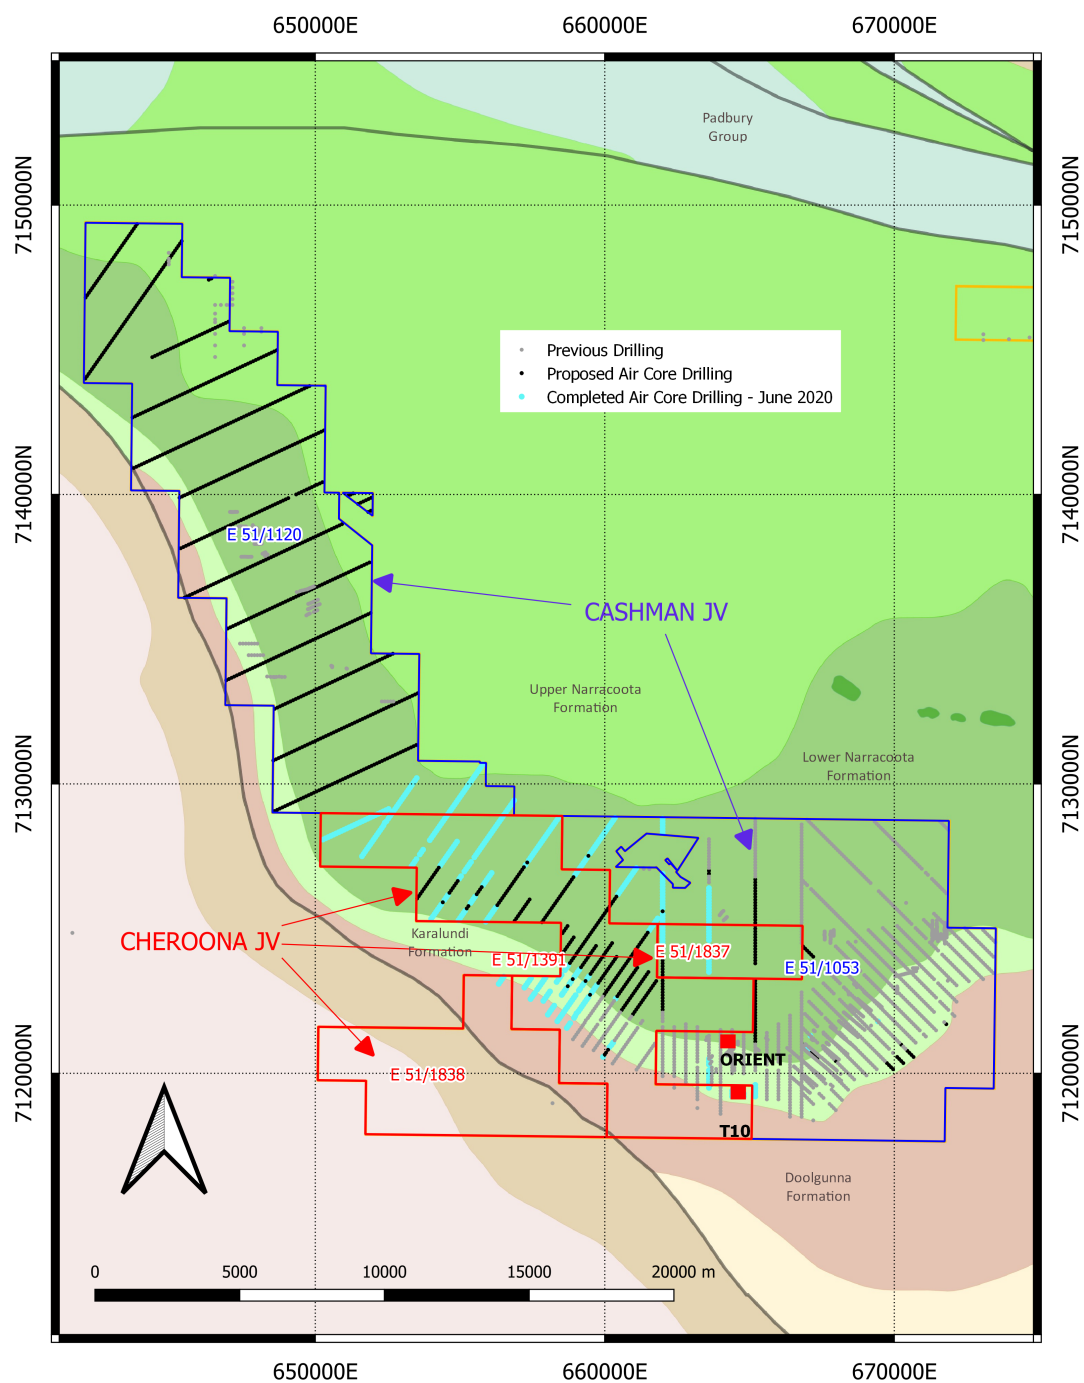 650000E
660000E
670000E
Padbury
Group
7150000N
7150000N
Previous Drilling
Proposed Air Core Drilling
Completed Air Core Drilling - June 2020
7140000N
7140000N
E 51/1120
CASHMAN JV
Upper Narracoota
Formation
Lower Narracoota
Formation
7130000N
7130000N
CHEROONA JV
Karalundi
Formation
E 51/1391
E 51/1837
E 51/1053
ORIENT
7120000N
7120000N
E 51/1838
T10
Doolgunna
Formation
0
5000
10000
15000
20000 m
650000E
660000E
670000E